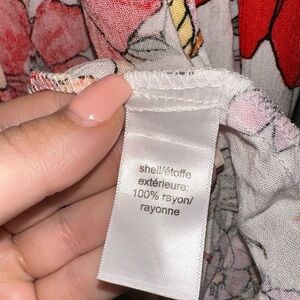 shell/étoffe
extérieure;
100% rayon/
rayonne